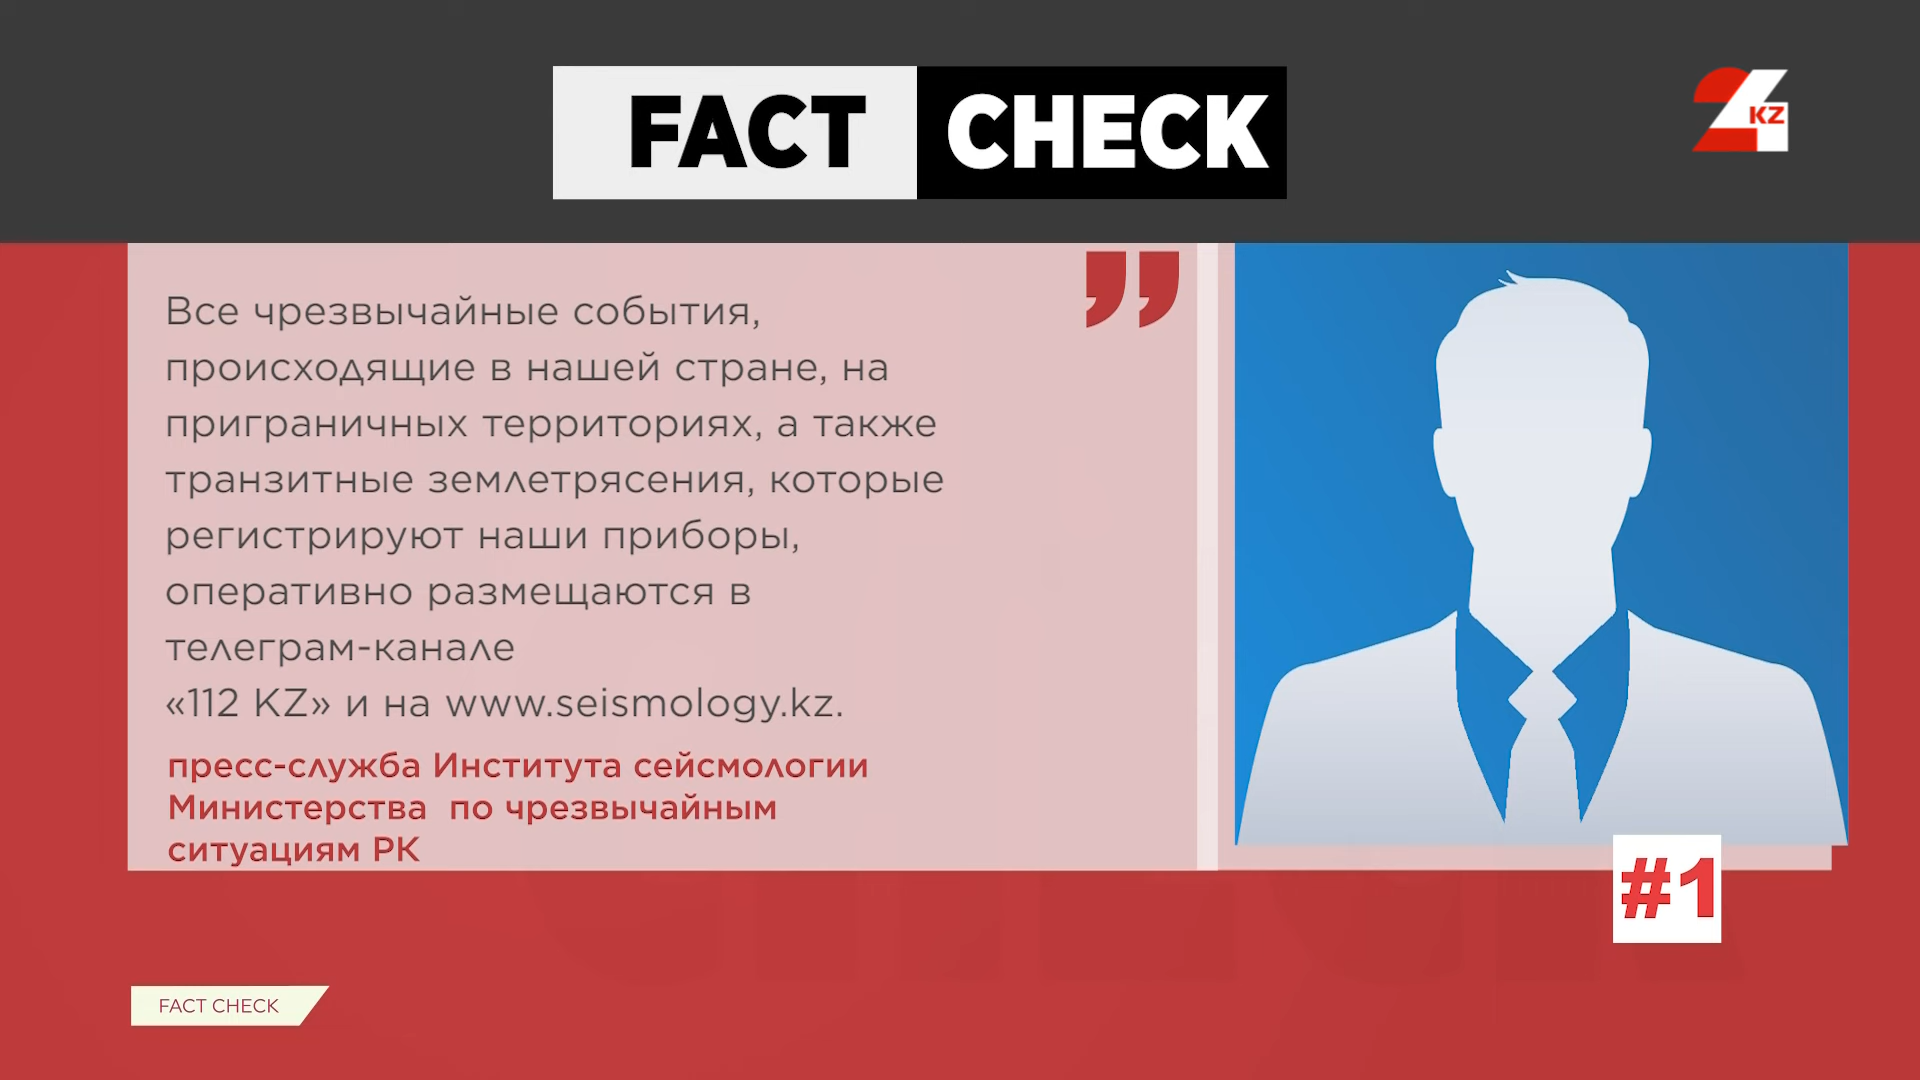 FACT CHECK
24 KZ
Все чрезвычайные события,
происходящие в нашей стране, на
приграничных территориях, а также
транзитные землетрясения, которые
регистрируют наши приборы,
оперативно размещаются в
телеграм-канале
«112 KZ» и на www.seismology.kz.
пресс-служба Института сейсмологии
Министерства по чрезвычайным
ситуациям РК
#1
FACT CHECK